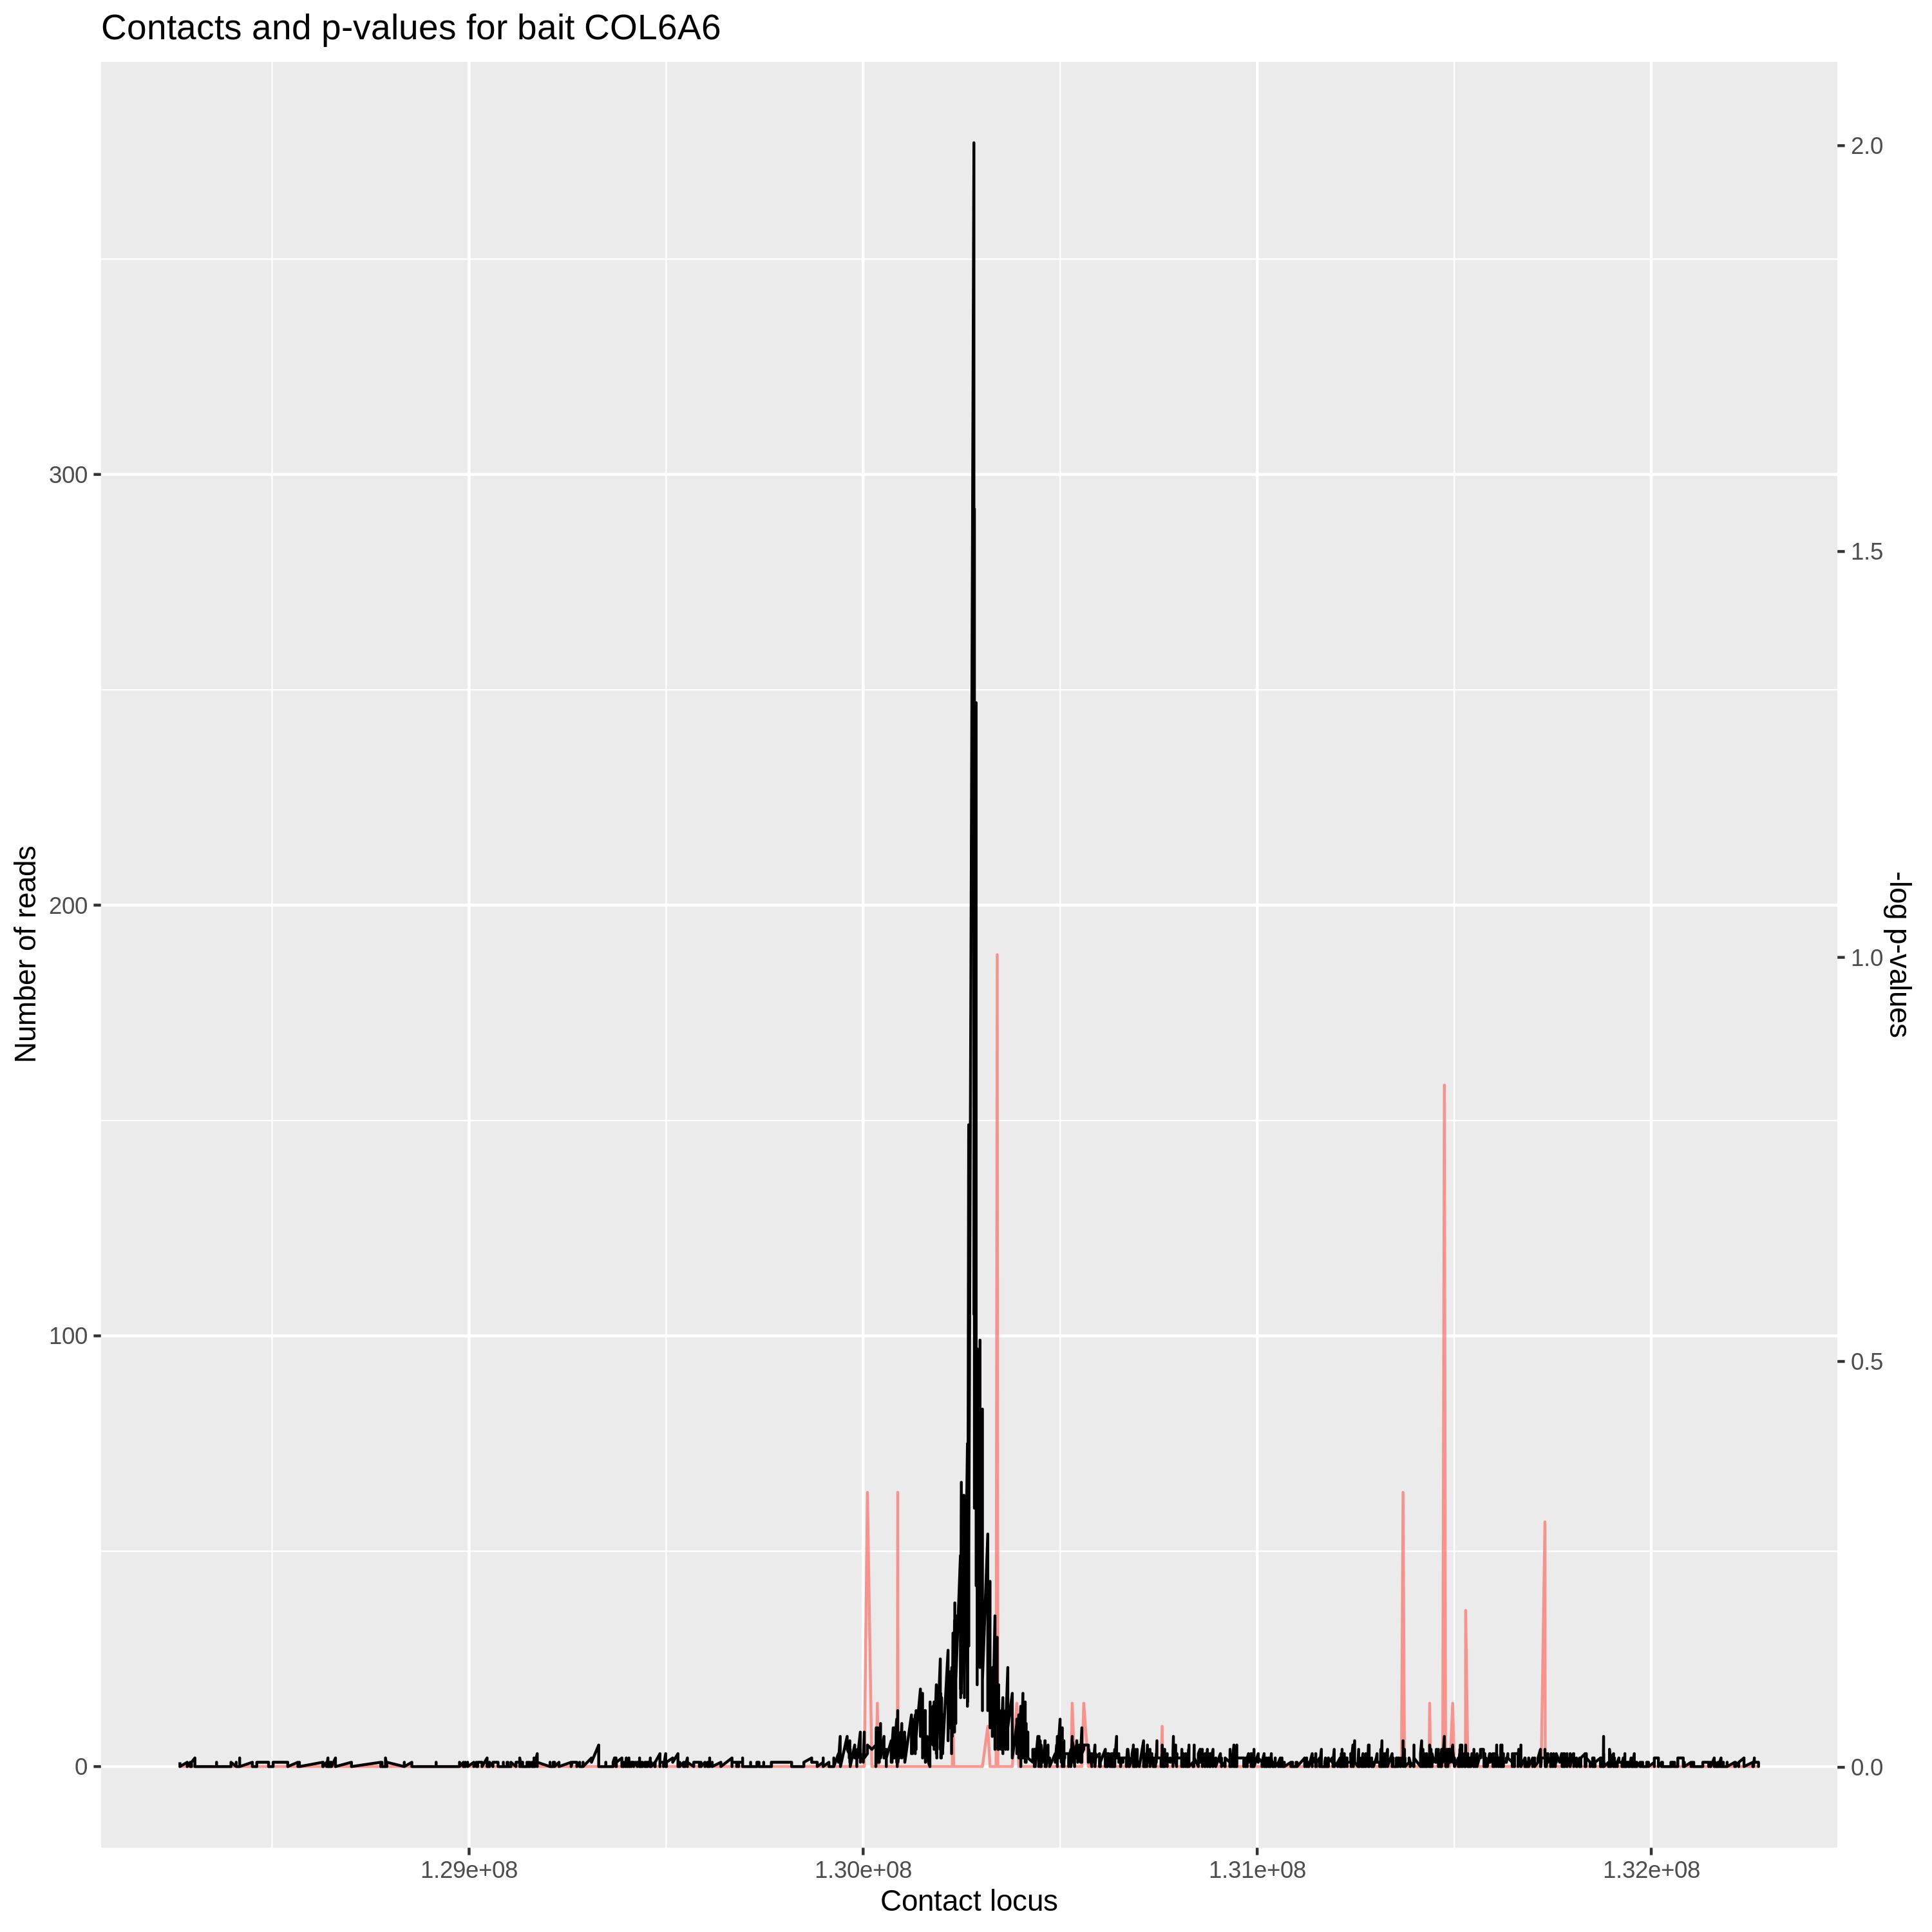 Contacts and p-values for bait COL6A6
Number of reads
300
200
100
0
2.0
1.5
1.0
0.5
0.0
-log p-values
1.29e+08
1.30e+08
1.31e+08
1.32e+08
Contact locus